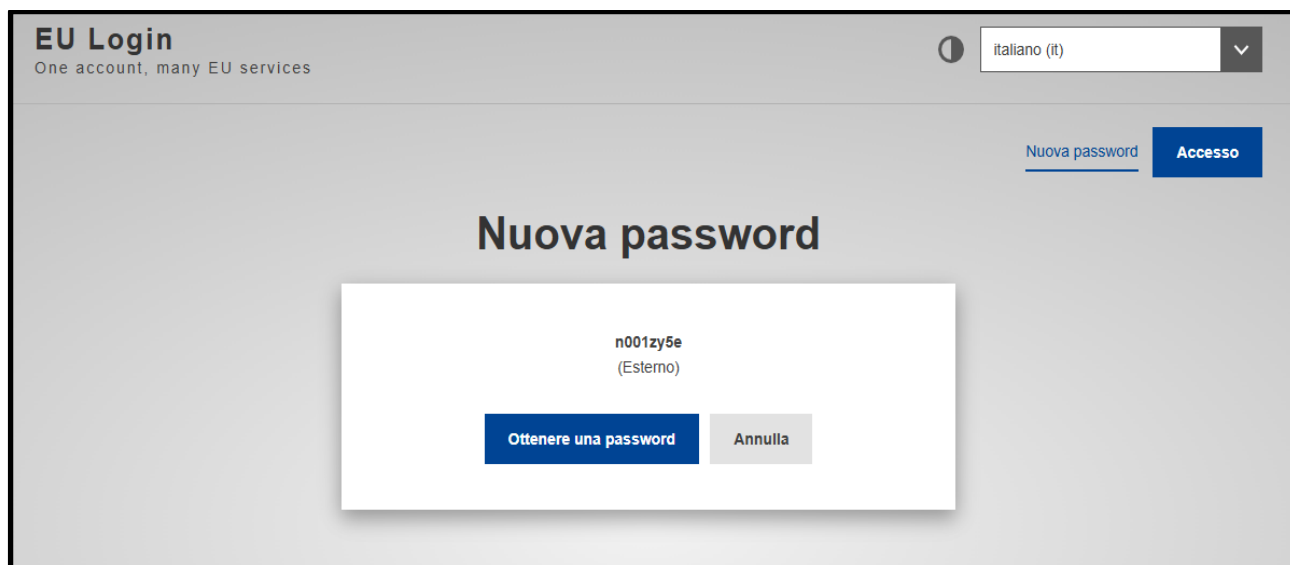 EU Login
One account, many EU services
italiano (it)
Nuova password
Accesso
Nuova password
n001zy5e
(Esterno)
Ottenere una password
Annulla